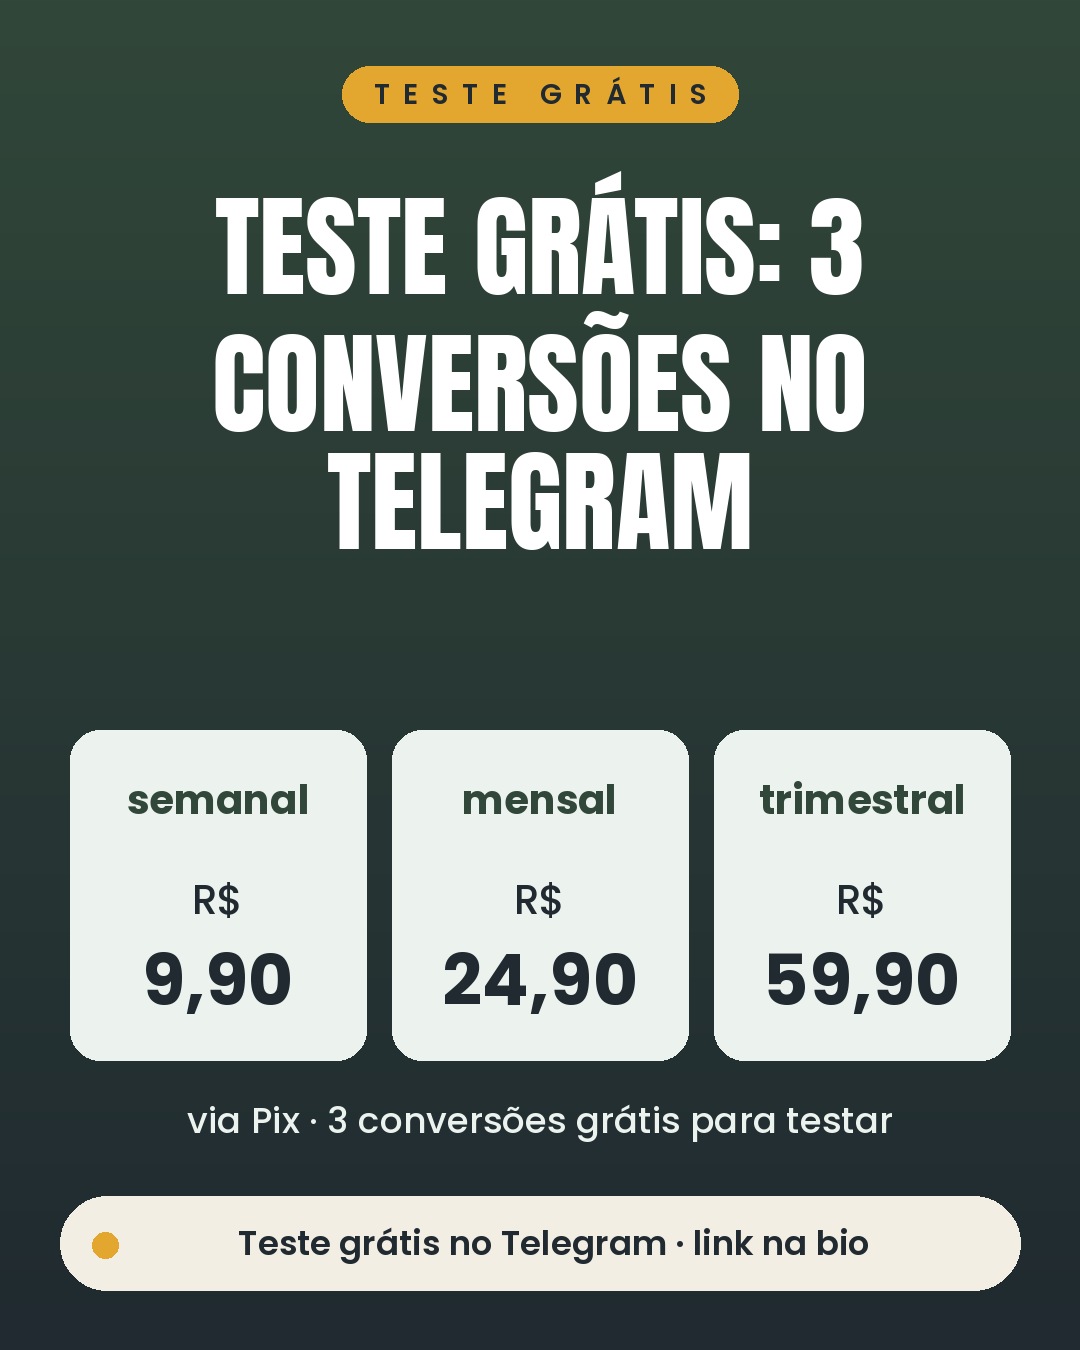 TESTE GRÁTIS
TESTE GRÁTIS: 3
CONVERSÕES NO
TELEGRAM
semanal
R$
9,90
mensal
R$
24,90
trimestral
R$
59,90
via Pix · 3 conversões grátis para testar
Teste grátis no Telegram · link na bio